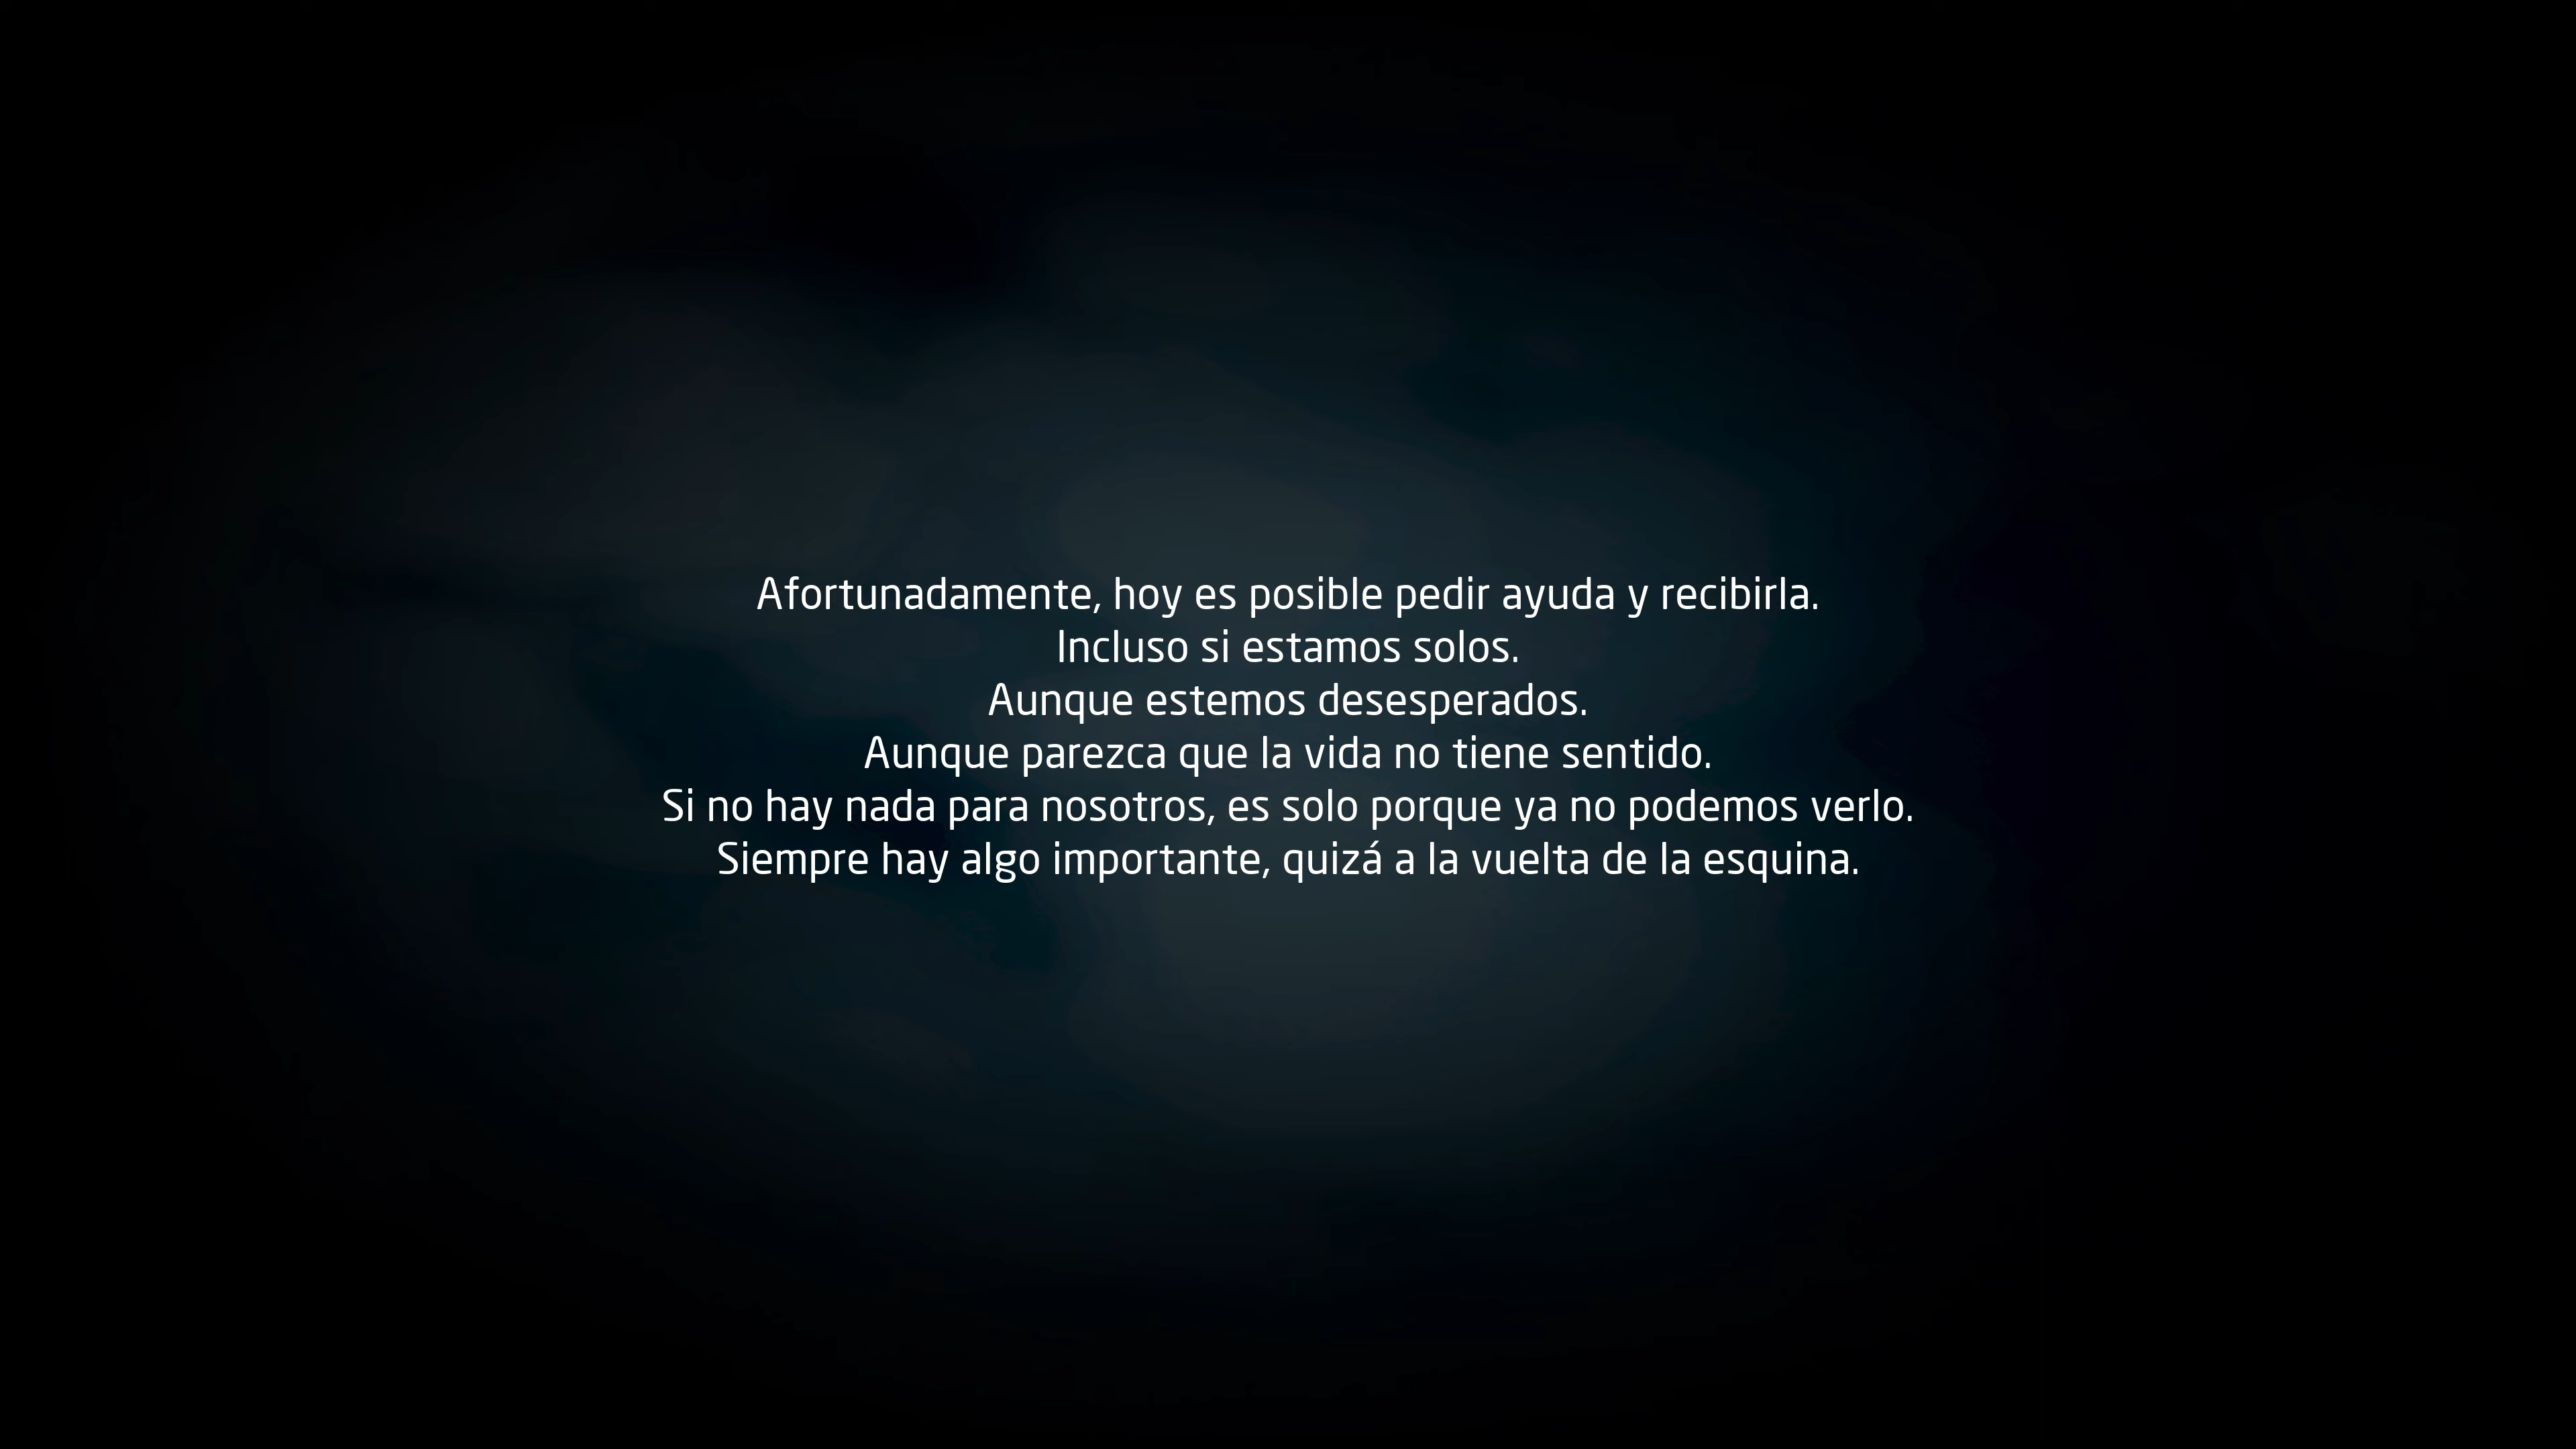 Afortunadamente, hoy es posible pedir ayuda y recibirla.
Incluso si estamos solos.
Aunque estemos desesperados.
Aunque parezca que la vida no tiene sentido.
Si no hay nada para nosotros, es solo porque ya no podemos verlo.
Siempre hay algo importante, quizá a la vuelta de la esquina.